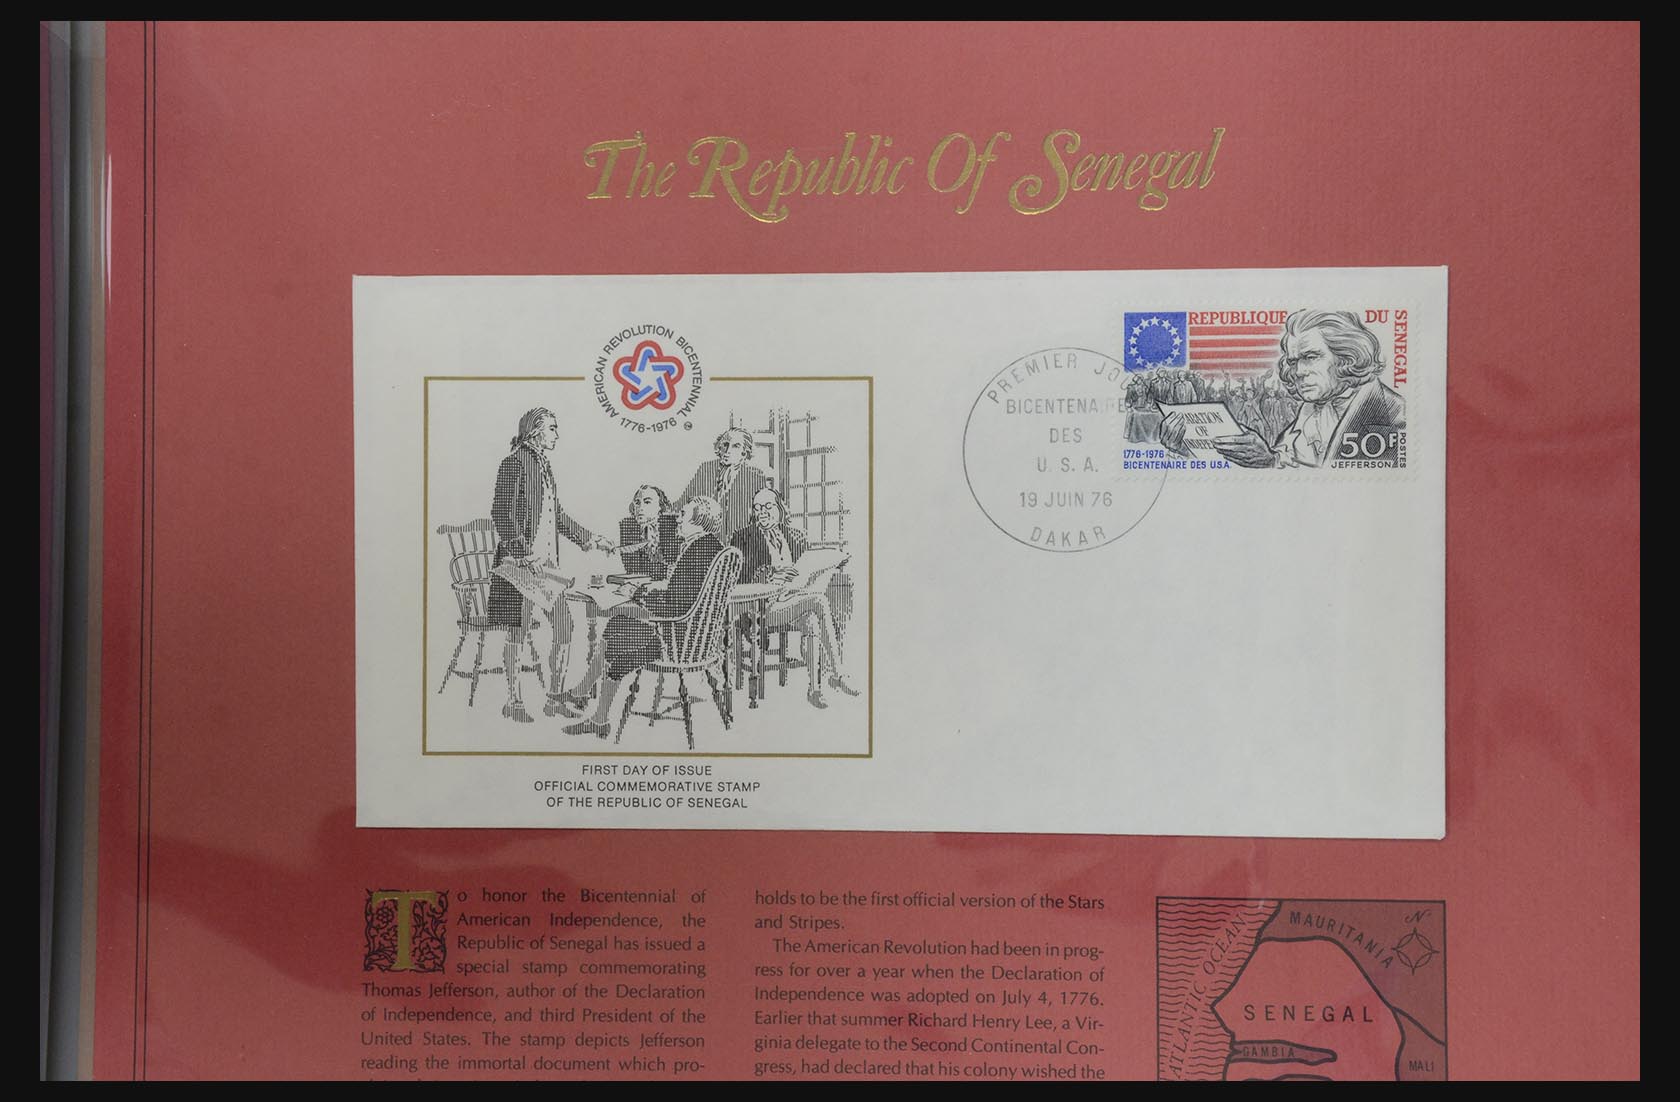 The Republic Of Senegal
AMERICAN REVOLUTION BICENTENNIAL
1776-1976
FIRST DAY OF ISSUE
OFFICIAL COMMEMORATIVE STAMP
OF THE REPUBLIC OF SENEGAL
PREMIER JOU
BICENTENAIRE
DES
U. S. A.
19 JUIN 76
DAKAR
REPUBLIQUE DU SENEGAL
OF
1776-1976
BICENTENAIRE DES U.S.A.
50F
POSTES
JEFFERSON
To honor the Bicentennial of
American Independence, the
Republic of Senegal has issued a
special stamp commemorating
Thomas Jefferson, author of the Declaration
of Independence, and third President of the
United States. The stamp depicts Jefferson
reading the immortal document which pro-
holds to be the first official version of the Stars
and Stripes.
The American Revolution had been in prog-
ress for over a year when the Declaration of
Independence was adopted on July 4, 1776.
Earlier that summer Richard Henry Lee, a Vir-
ginia delegate to the Second Continental Con-
gress, had declared that his colony wished the
N
MAURITANIA
ATLANTIC OCEAN
SENEGAL
GAMBIA
MALI